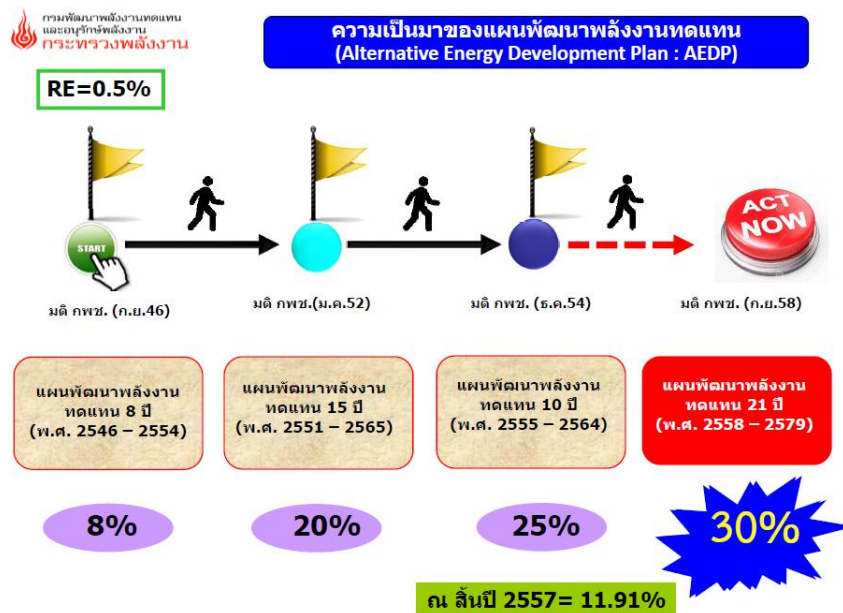 กรมพัฒนาพลังงานทดแทน
และอนุรักษ์พลังงาน
กระทรวงพลังงาน
ความเป็นมาของแผนพัฒนาพลังงานทดแทน
(Alternative Energy Development Plan : AEDP)
RE=0.5%
START
ACT
NOW
มติ กพช. (ก.ย.46)
มติ กพช.(ม.ค.52)
มติ กพช. (ธ.ค.54)
มติ กพช. (ก.ย.58)
แผนพัฒนาพลังงาน
ทดแทน 8 ปี
(พ.ศ. 2546 – 2554)
แผนพัฒนาพลังงาน
ทดแทน 15 ปี
(พ.ศ. 2551 – 2565)
แผนพัฒนาพลังงาน
ทดแทน 10 ปี
(พ.ศ. 2555 – 2564)
แผนพัฒนาพลังงาน
ทดแทน 21 ปี
(พ.ศ. 2558 – 2579)
8%
20%
25%
30%
ณ สิ้นปี 2557= 11.91%